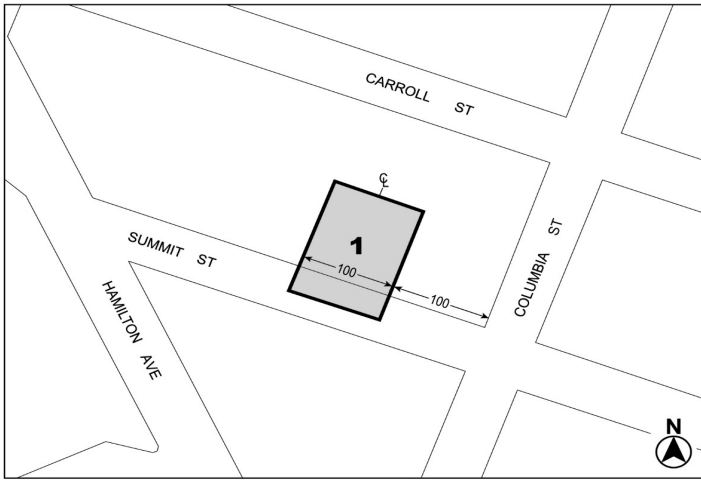 CARROLL ST
℄
COLUMBIA ST
1
SUMMIT ST
100
100
HAMILTON AVE
N